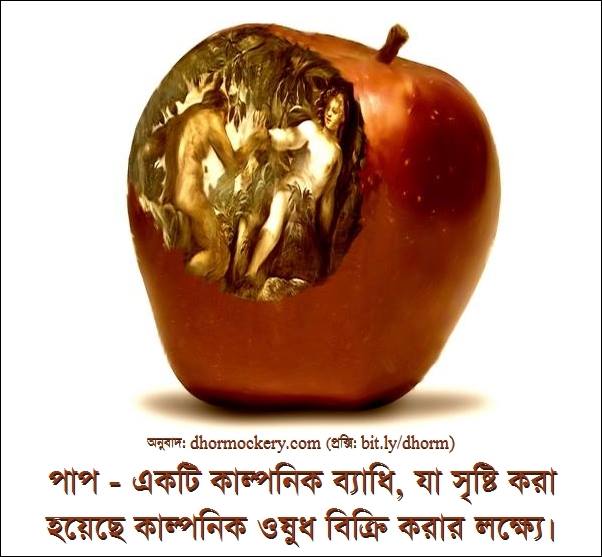 অনুবাদ: dhormockery.com (প্রক্সি: bit.ly/dhorm)
পাপ - একটি কাল্পনিক ব্যাধি, যা সৃষ্টি করা
হয়েছে কাল্পনিক ওষুধ বিক্রি করার লক্ষ্যে।